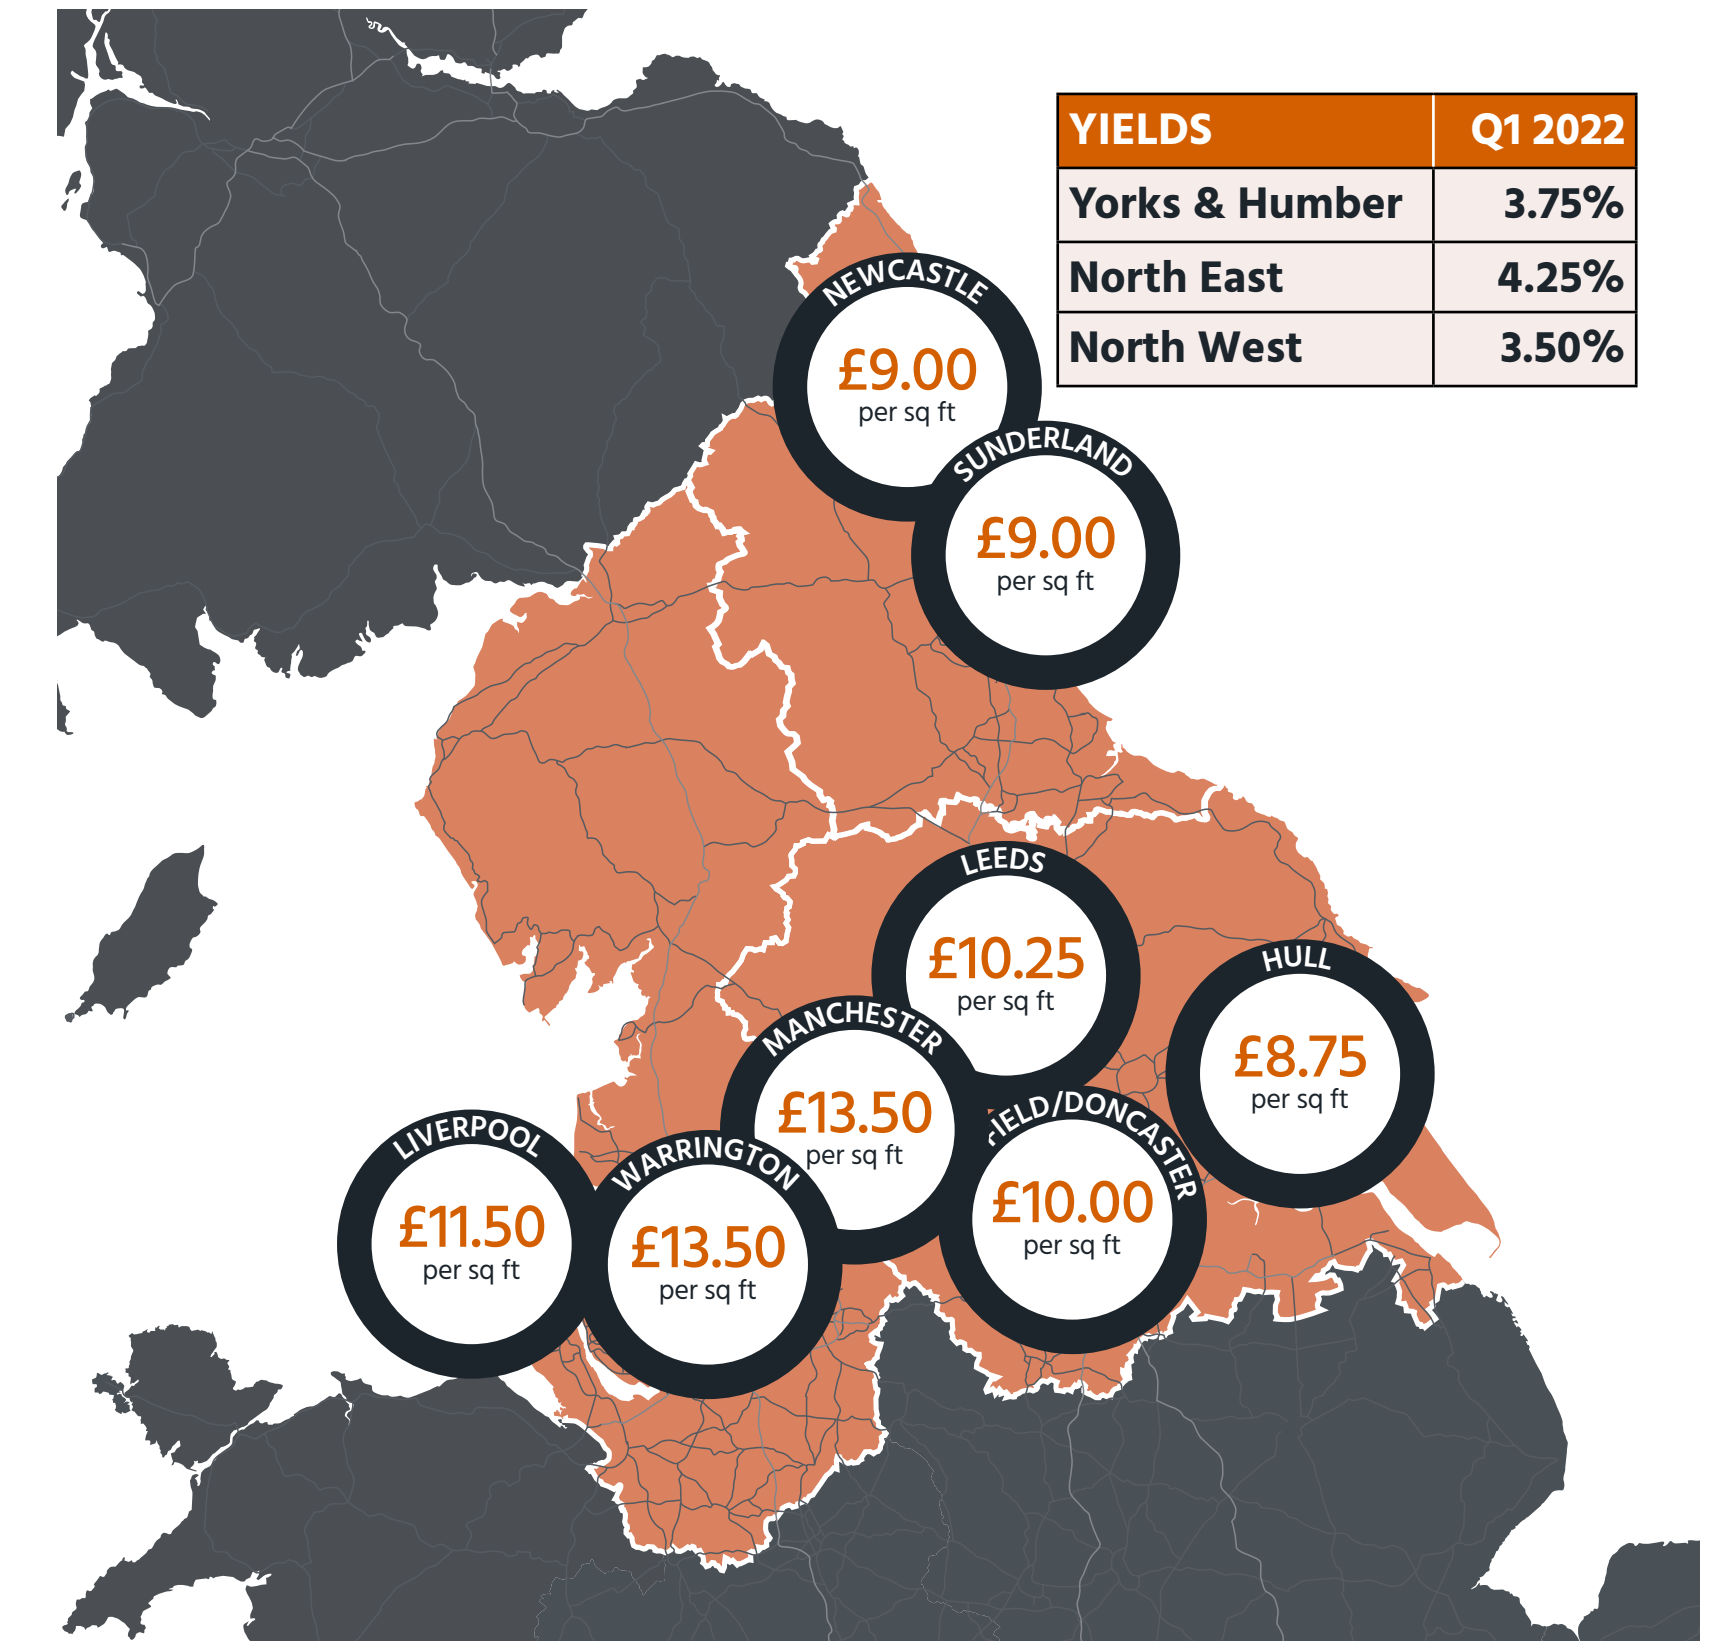 YIELDS Q1 2022
Yorks & Humber 3.75%
North East 4.25%
North West 3.50%
NEWCASTLE
£9.00
per sq ft
SUNDERLAND
£9.00
per sq ft
LEEDS
£10.25
per sq ft
HULL
£8.75
per sq ft
MANCHESTER
£13.50
per sq ft
FIELD/DONCASTER
£10.00
per sq ft
LIVERPOOL
£11.50
per sq ft
WARRINGTON
£13.50
per sq ft